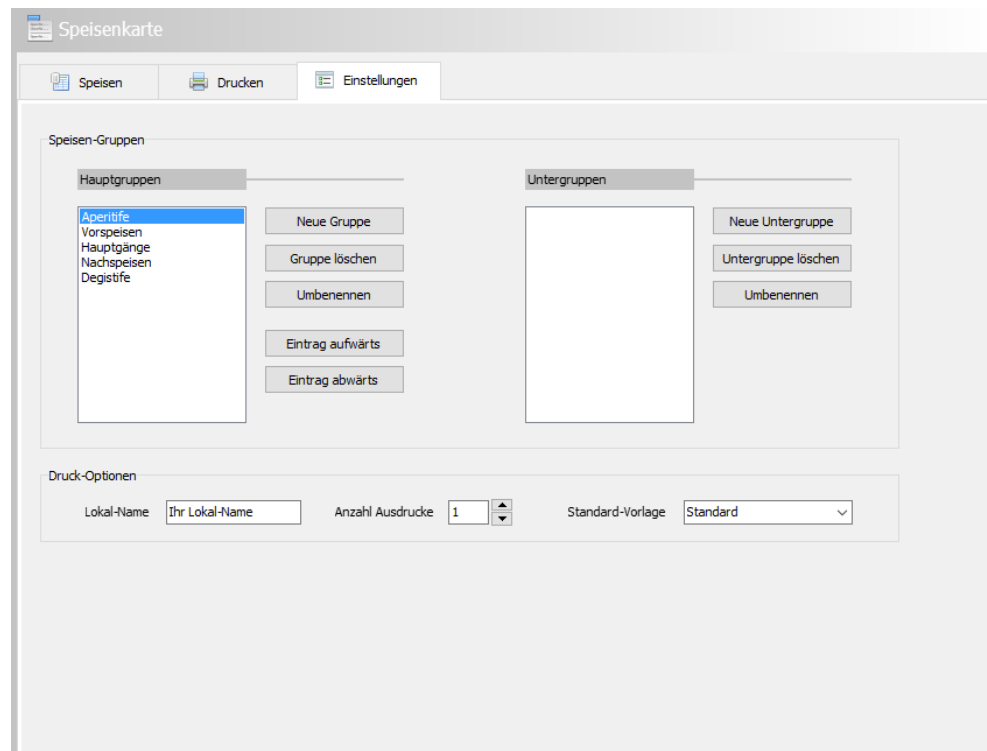 Speisenkarte
Speisen
Drucken
Einstellungen
Speisen-Gruppen
Hauptgruppen
Untergruppen
Aperitife
Vorspeisen
Hauptgänge
Nachspeisen
Degistife
Neue Gruppe
Gruppe löschen
Umbenennen
Eintrag aufwärts
Eintrag abwärts
Neue Untergruppe
Untergruppe löschen
Umbenennen
Druck-Optionen
Lokal-Name Ihr Lokal-Name Anzahl Ausdrucke 1 Standard-Vorlage Standard